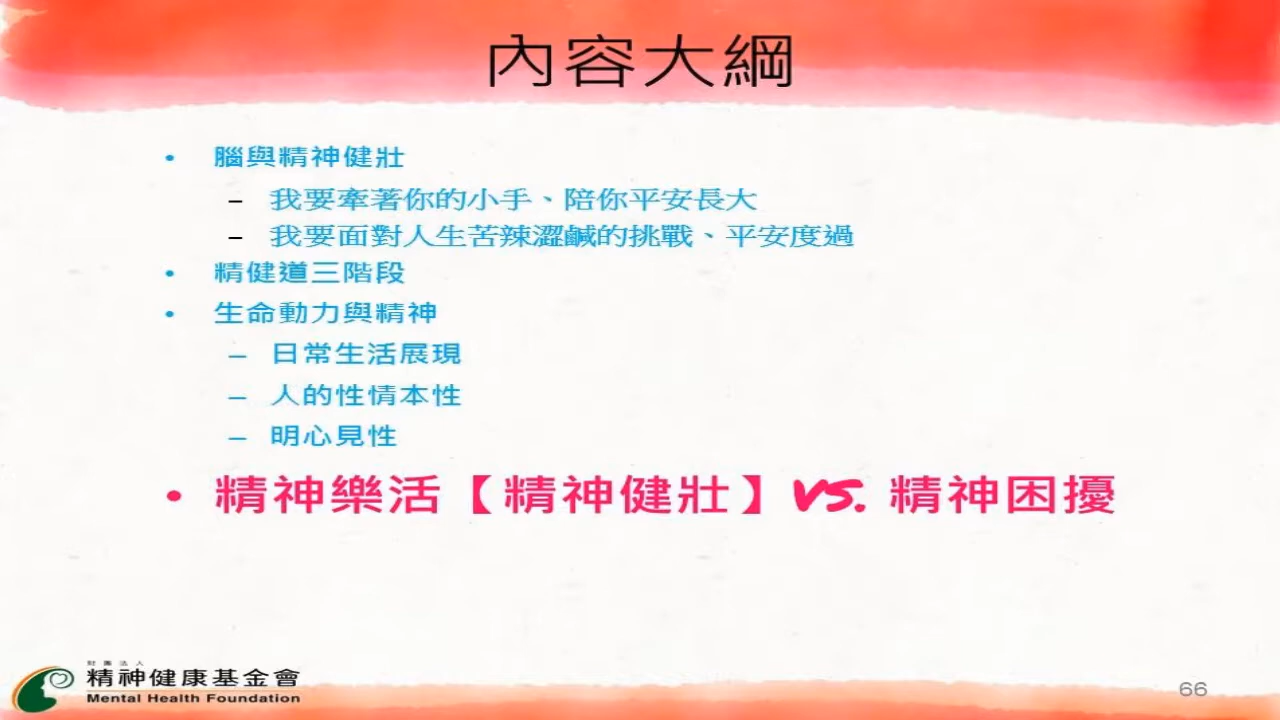 內容大綱
• 腦與精神健壯
– 我要牽著你的小手、陪你平安長大
– 我要面對人生苦辣澀鹹的挑戰、平安度過
• 精健道三階段
• 生命動力與精神
– 日常生活展現
– 人的性情本性
– 明心見性
• 精神樂活【精神健壯】vs. 精神困擾
財團法人
精神健康基金會
Mental Health Foundation
66